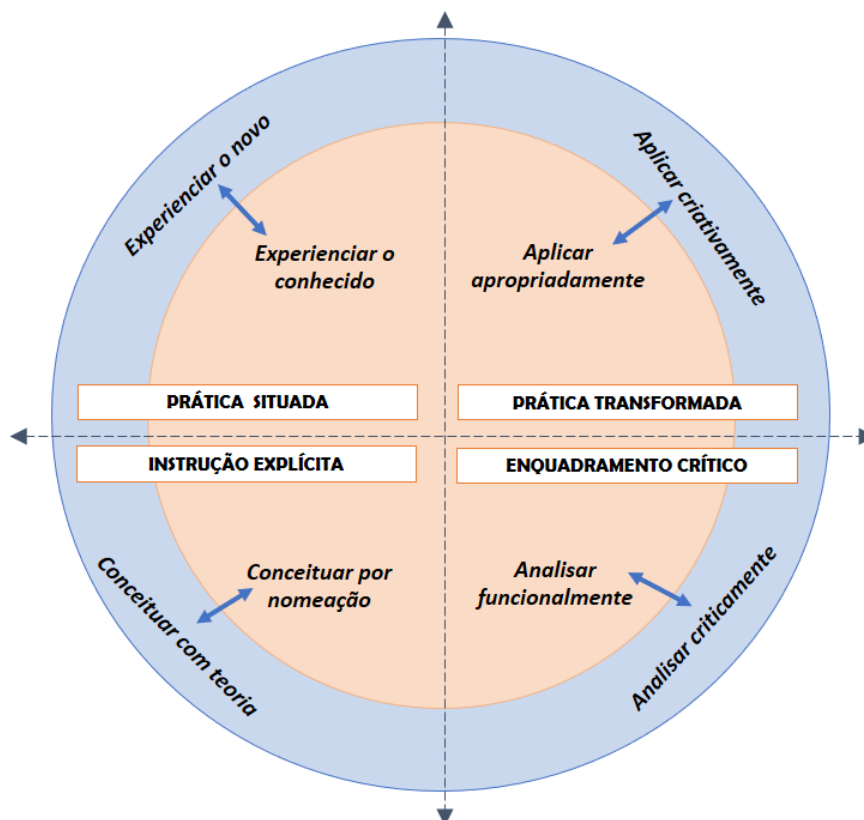 Experienciar o novo
Experienciar o
conhecido
Aplicar criativamente
Aplicar
apropriadamente
PRÁTICA SITUADA
PRÁTICA TRANSFORMADA
INSTRUÇÃO EXPLÍCITA
ENQUADRAMENTO CRÍTICO
Conceituar com teoria
Conceituar por
nomeação
Analisar
funcionalmente
Analisar criticamente